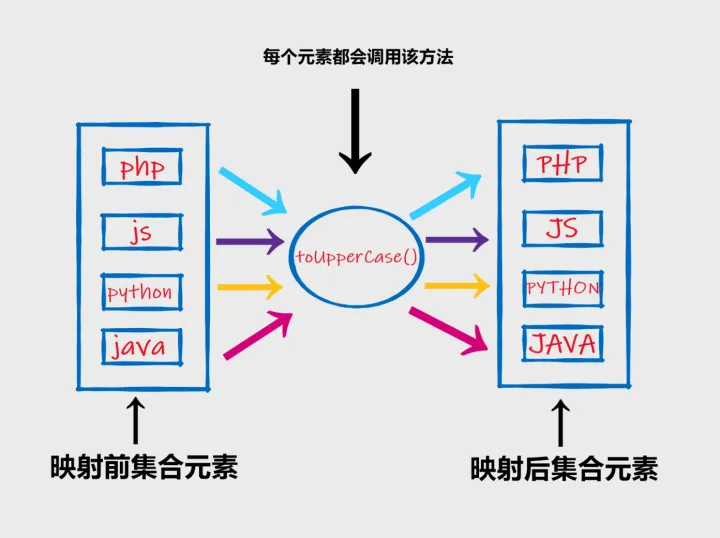 每个元素都会调用该方法
php
js
python
java
toUpperCase()
PHP
JS
PYTHON
JAVA
映射前集合元素
映射后集合元素